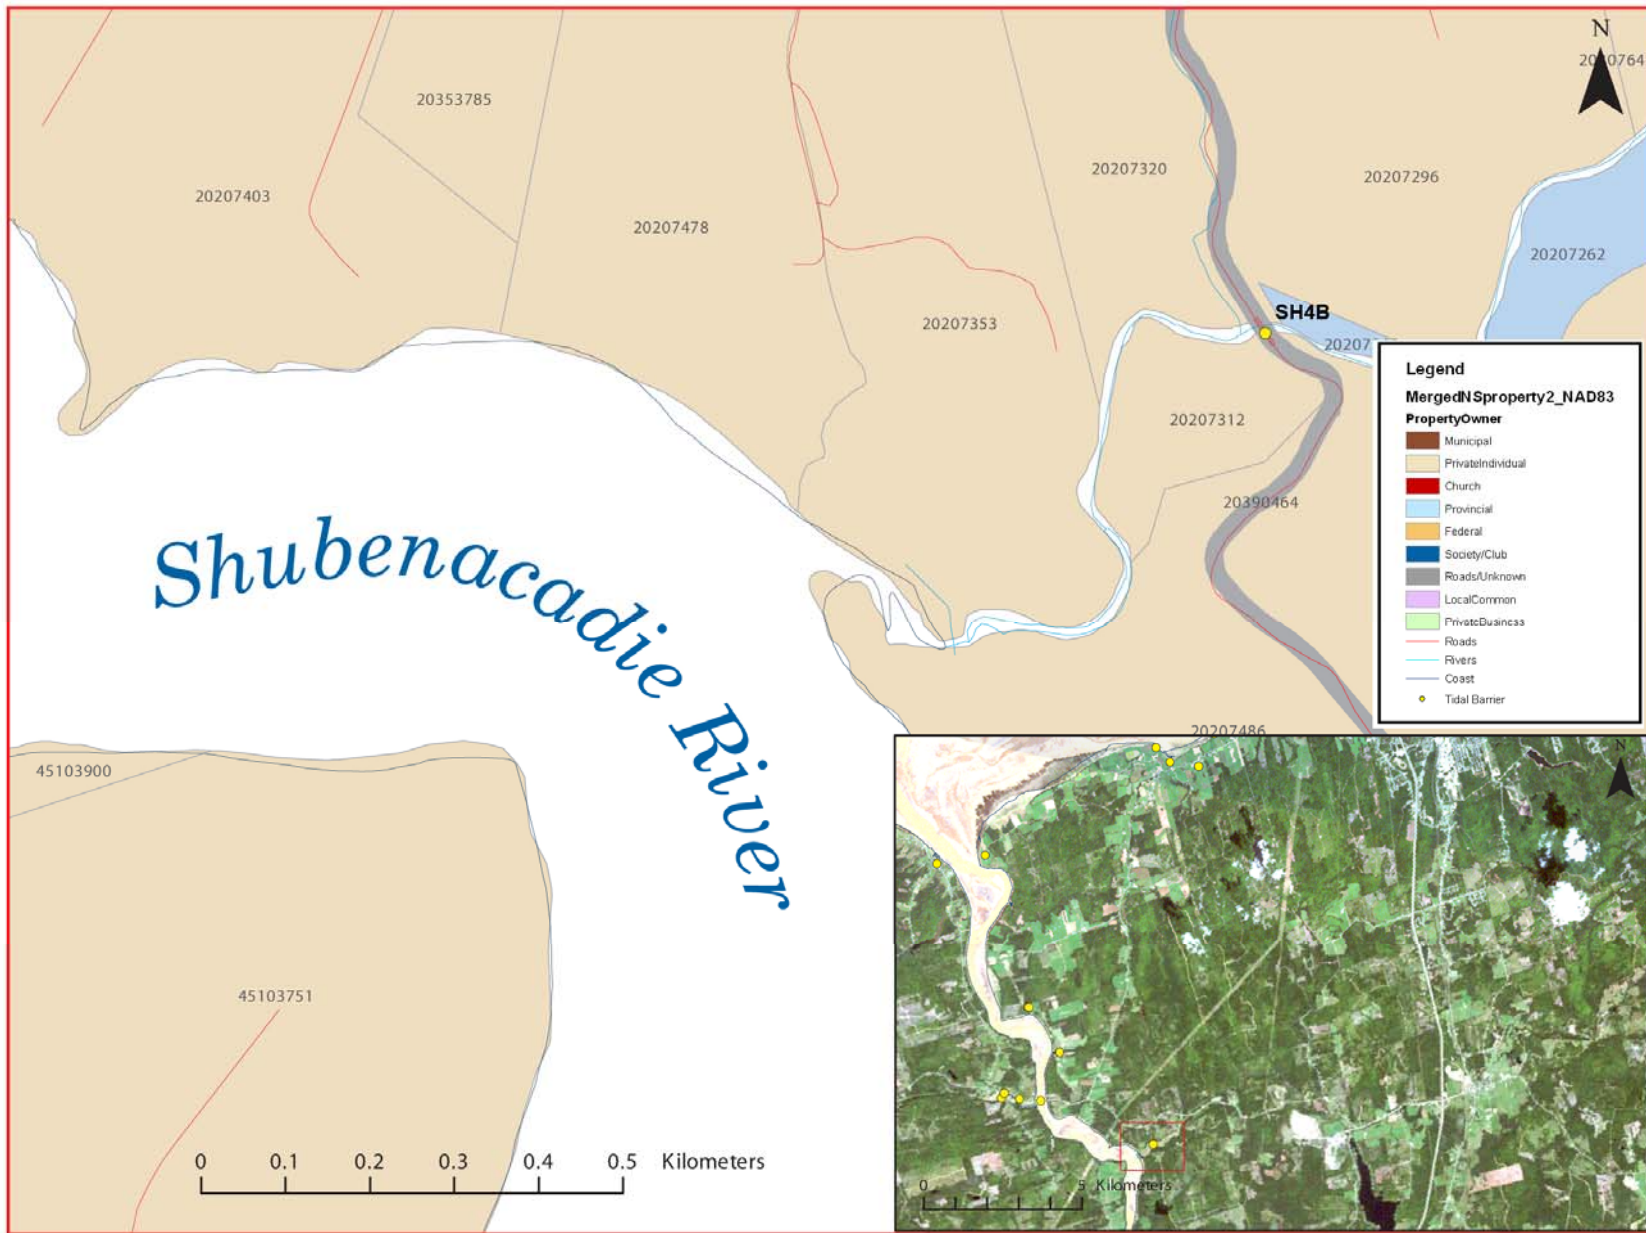 N
2020764
20353785
20207403
20207478
20207320
20207296
20207262
SH4B
20207353
20207
20207312
20390464
Shubenacadie River
20207486
45103900
45103751
0 0.1 0.2 0.3 0.4 0.5 Kilometers
Legend
MergedNSproperty2_NAD83
PropertyOwner
Municipal
PrivateIndividual
Church
Provincial
Federal
Society/Club
Roads/Unknown
LocalCommon
PrivateBusiness
Roads
Rivers
Coast
Tidal Barrier
N
0 5 Kilometers